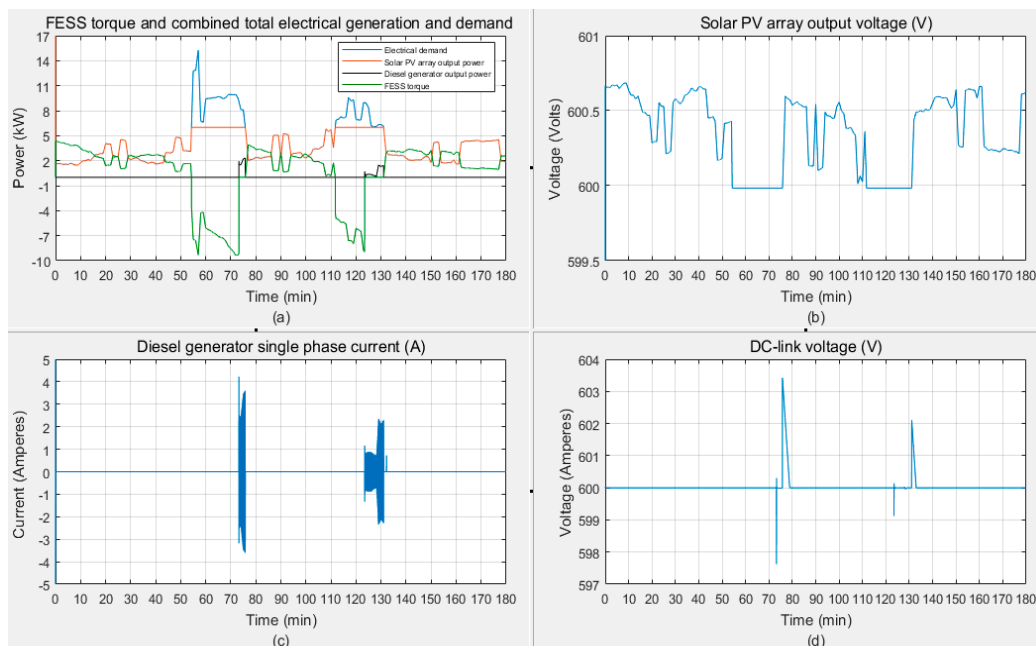 FESS torque and combined total electrical generation and demand
17
14
11
8
5
2
-1
-4
-7
-10
Power (kW)
Electrical demand
Solar PV array output power
Diesel generator output power
FESS torque
0 10 20 30 40 50 60 70 80 90 100 110 120 130 140 150 160 170 180
Time (min)
(a)
Solar PV array output voltage (V)
601
600.5
600
599.5
Voltage (Volts)
0 10 20 30 40 50 60 70 80 90 100 110 120 130 140 150 160 170 180
Time (min)
(b)
Diesel generator single phase current (A)
5
4
3
2
1
0
-1
-2
-3
-4
-5
Current (Amperes)
0 10 20 30 40 50 60 70 80 90 100 110 120 130 140 150 160 170 180
Time (min)
(c)
DC-link voltage (V)
604
603
602
601
600
599
598
597
Voltage (Amperes)
0 10 20 30 40 50 60 70 80 90 100 110 120 130 140 150 160 170 180
Time (min)
(d)